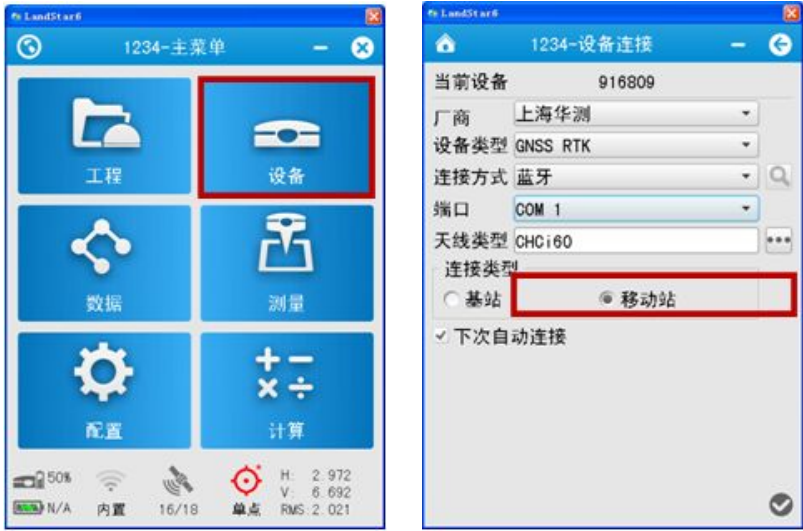 LandStar6
1234-主菜单
工程
设备
数据
测量
配置
计算
50%
N/A
内置
16/18
单点
H: 2.972
V: 6.692
RMS:2.021
LandStar6
1234-设备连接
当前设备 916809
厂商 上海华测
设备类型 GNSS RTK
连接方式 蓝牙
端口 COM 1
天线类型 CHCi60
连接类型
基站 移动站
下次自动连接